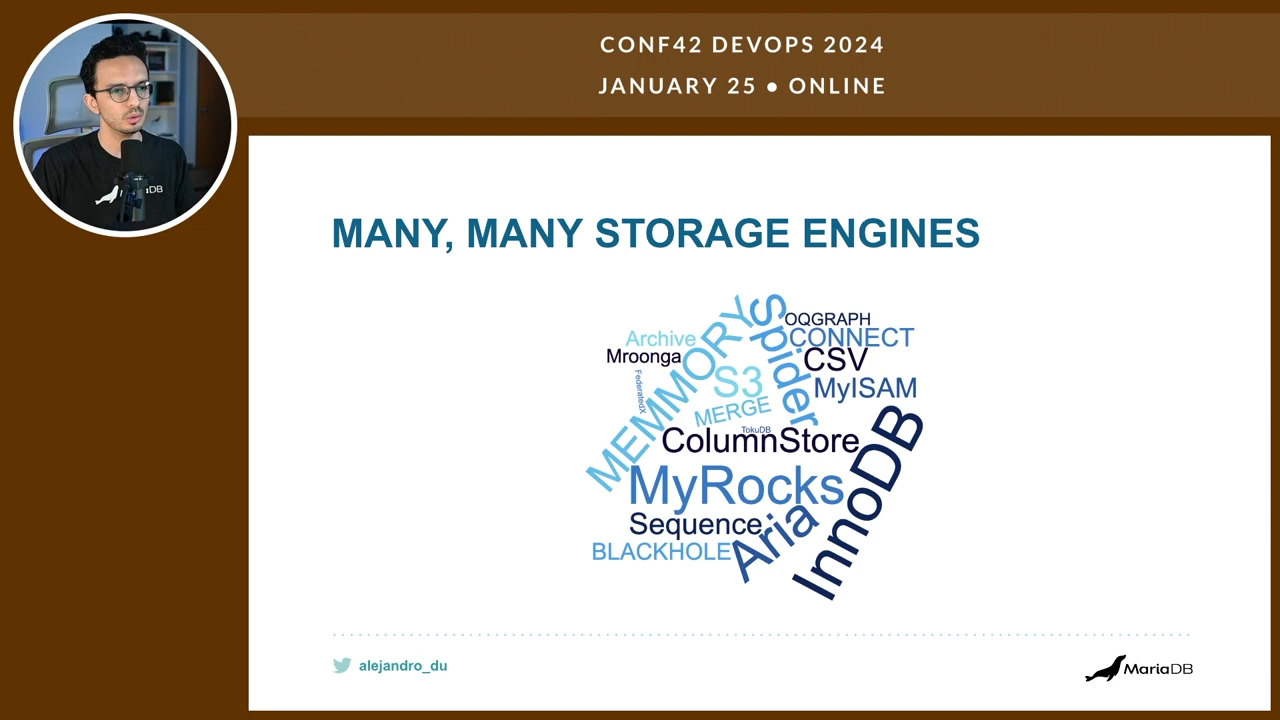 CONF42 DEVOPS 2024
JANUARY 25 • ONLINE
MANY, MANY STORAGE ENGINES
Spider
OQGRAPH
Archive
CONNECT
Mroonga
MEMMORY
CSV
FederatedX
S3
MyISAM
MERGE
TokuDB
ColumnStore
InnoDB
MyRocks
Sequence
Aria
BLACKHOLE
alejandro_du
MariaDB